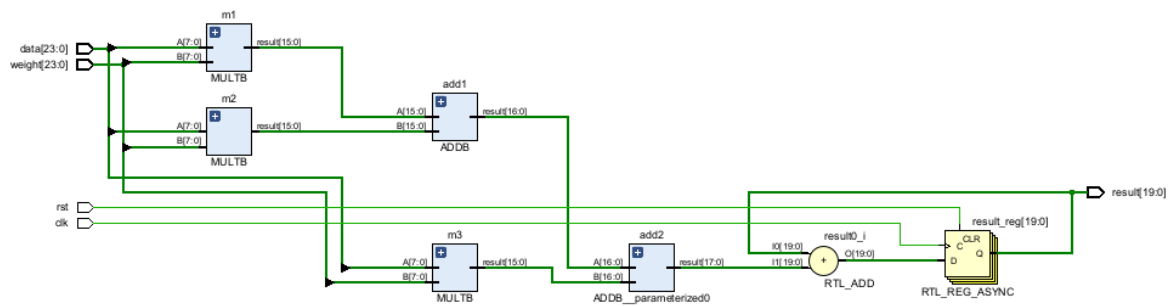 m1
data[23:0]
weight[23:0]
A[7:0]
B[7:0]
result[15:0]
MULTB
m2
A[7:0]
B[7:0]
result[15:0]
MULTB
add1
A[15:0]
B[15:0]
result[16:0]
ADDB
rst
clk
m3
A[7:0]
B[7:0]
result[15:0]
MULTB
add2
A[16:0]
B[16:0]
result[17:0]
ADDB__parameterized0
result0_i
I0[19:0]
I1[19:0]
+
O[19:0]
RTL_ADD
result_reg[19:0]
CLR
C
D
Q
RTL_REG_ASYNC
result[19:0]